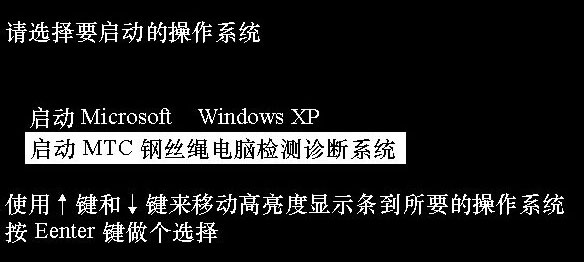 请选择要启动的操作系统
启动 Microsoft Windows XP
启动 MTC 钢丝绳电脑检测诊断系统
使用↑键和↓键来移动高亮度显示条到所要的操作系统
按 Eenter 键做个选择